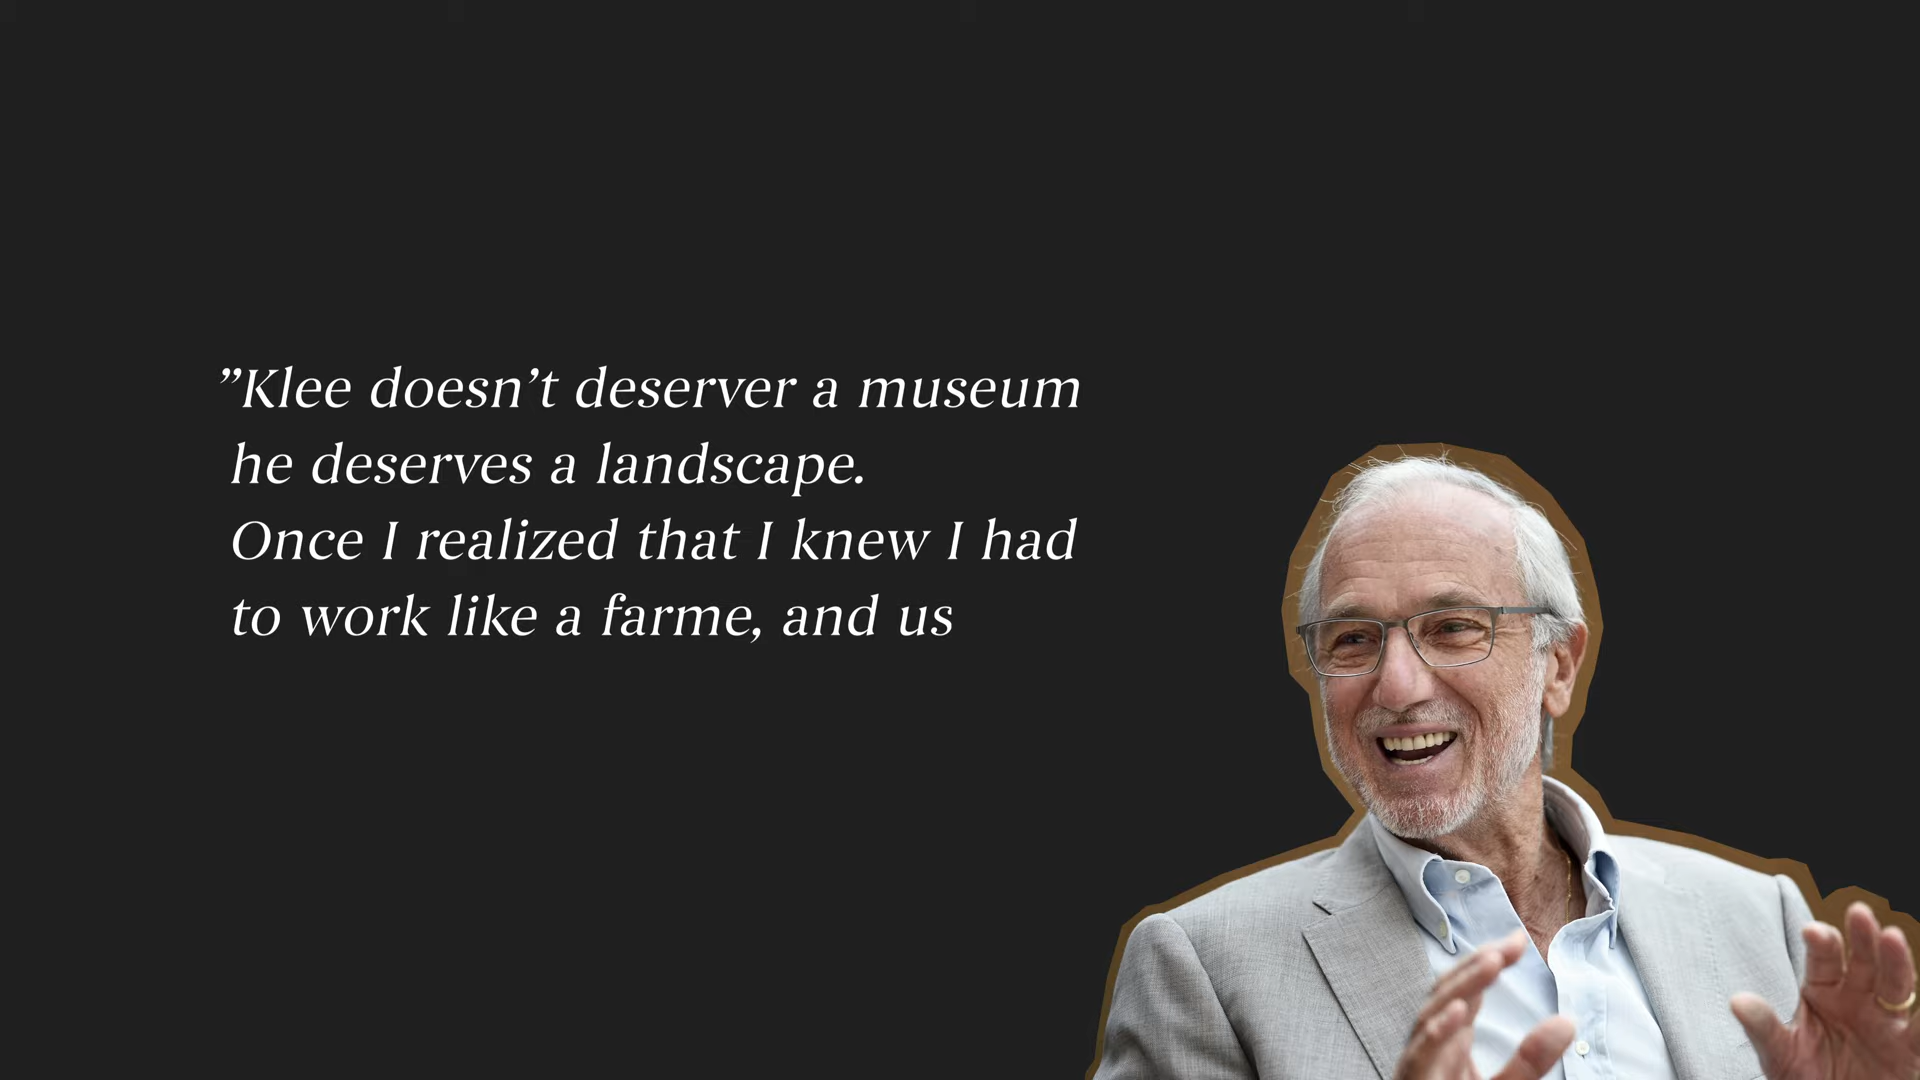 ”Klee doesn’t deserver a museum
he deserves a landscape.
Once I realized that I knew I had
to work like a farme, and us